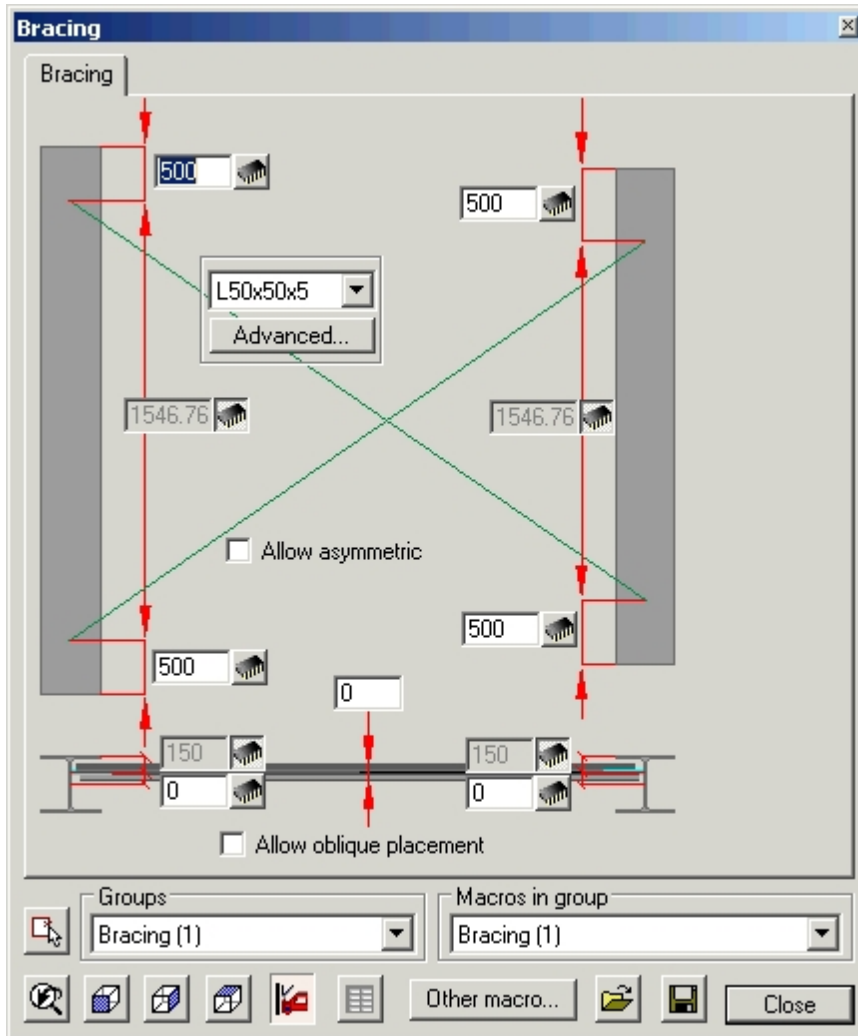 Bracing
Bracing
500
500
L50x50x5
Advanced...
1546.76
1546.76
Allow asymmetric
500
500
0
150
150
0
0
Allow oblique placement
Groups
Macros in group
Bracing (1)
Bracing (1)
Other macro...
Close